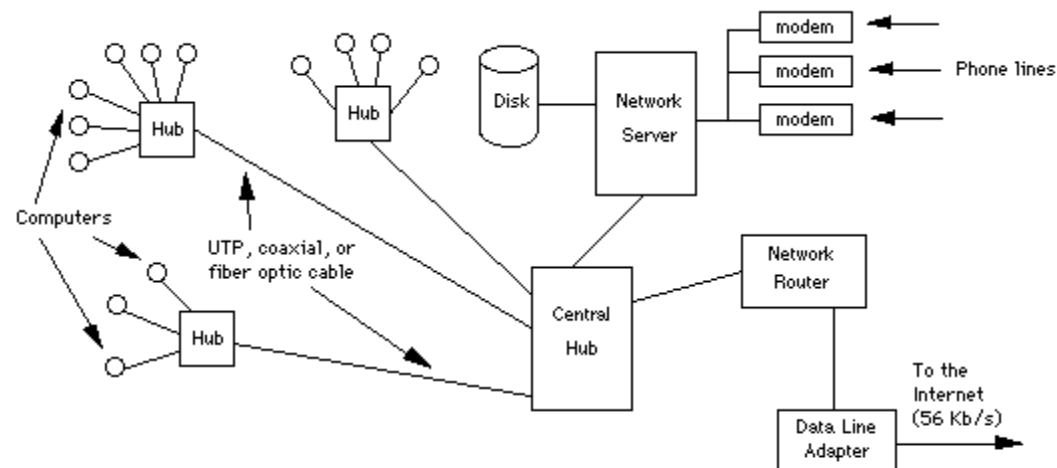 modem
modem
modem
Phone lines
Disk
Network
Server
Hub
Hub
Computers
UTP, coaxial, or
fiber optic cable
Hub
Central
Hub
Network
Router
To the
Internet
(56 Kb/s)
Data Line
Adapter